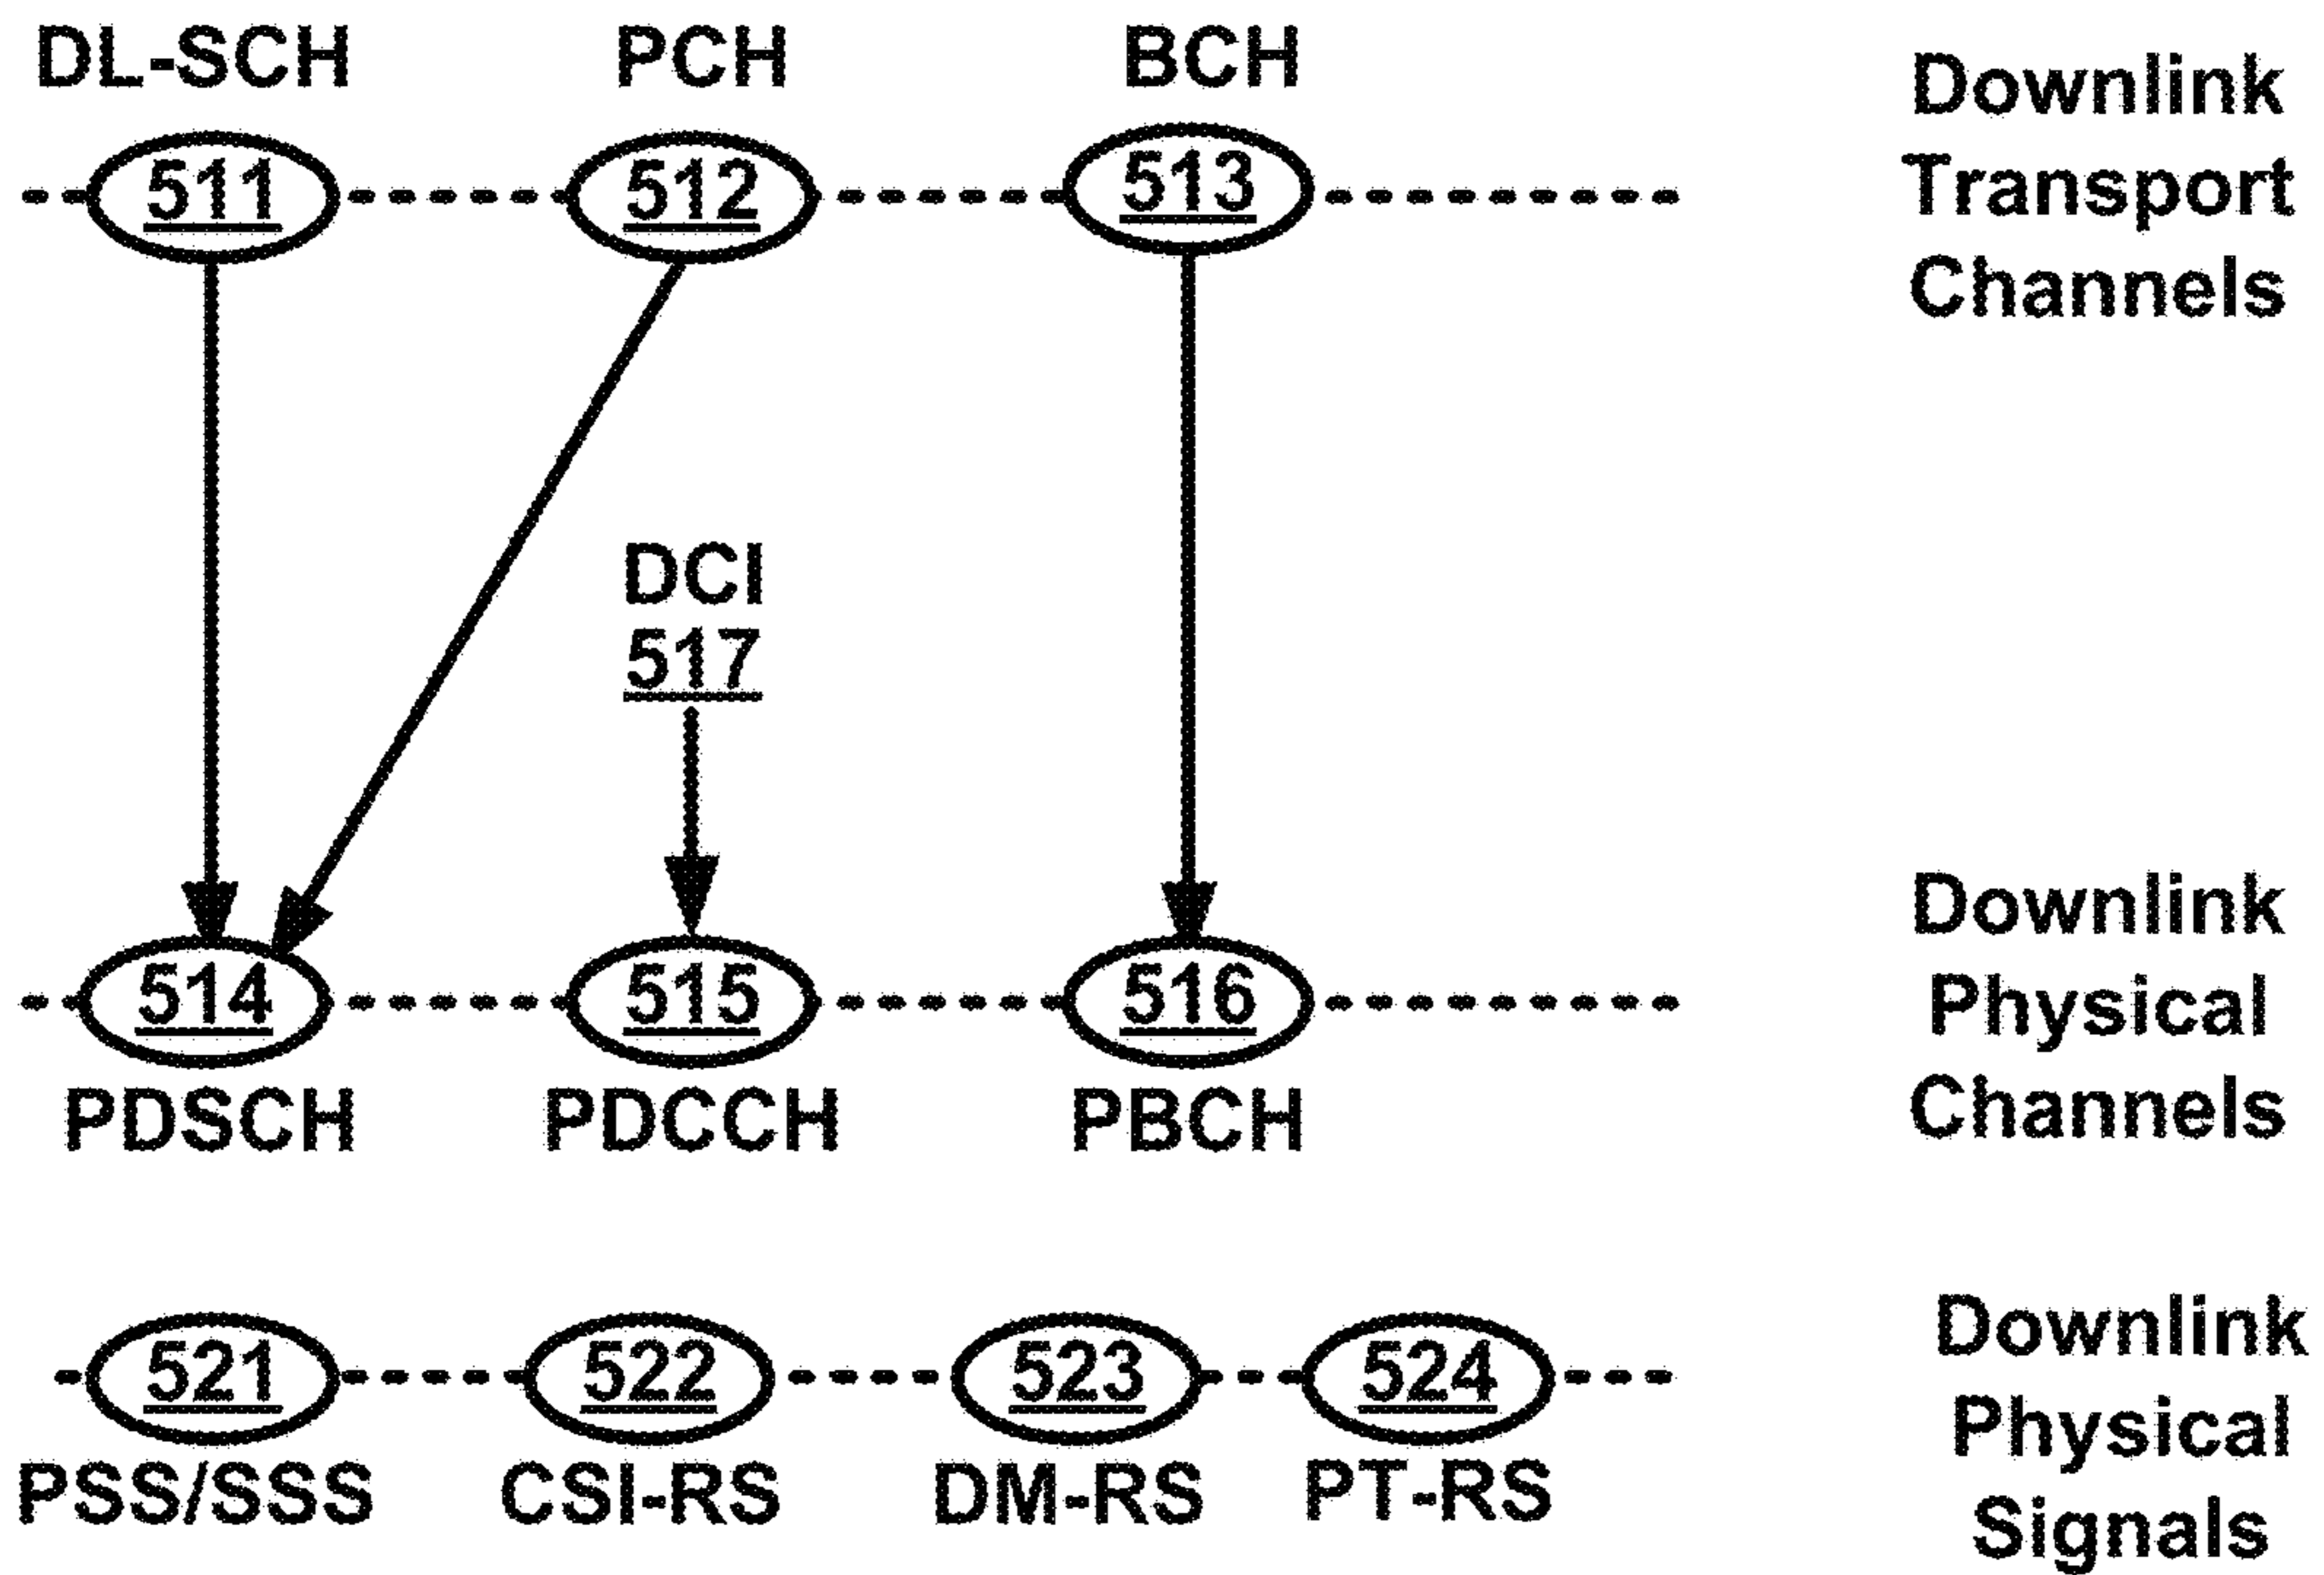 DL-SCH PCH BCH
511 512 513
Downlink
Transport
Channels
DCI
517
514 515 516
PDSCH PDCCH PBCH
Downlink
Physical
Channels
521 522 523 524
PSS/SSS CSI-RS DM-RS PT-RS
Downlink
Physical
Signals